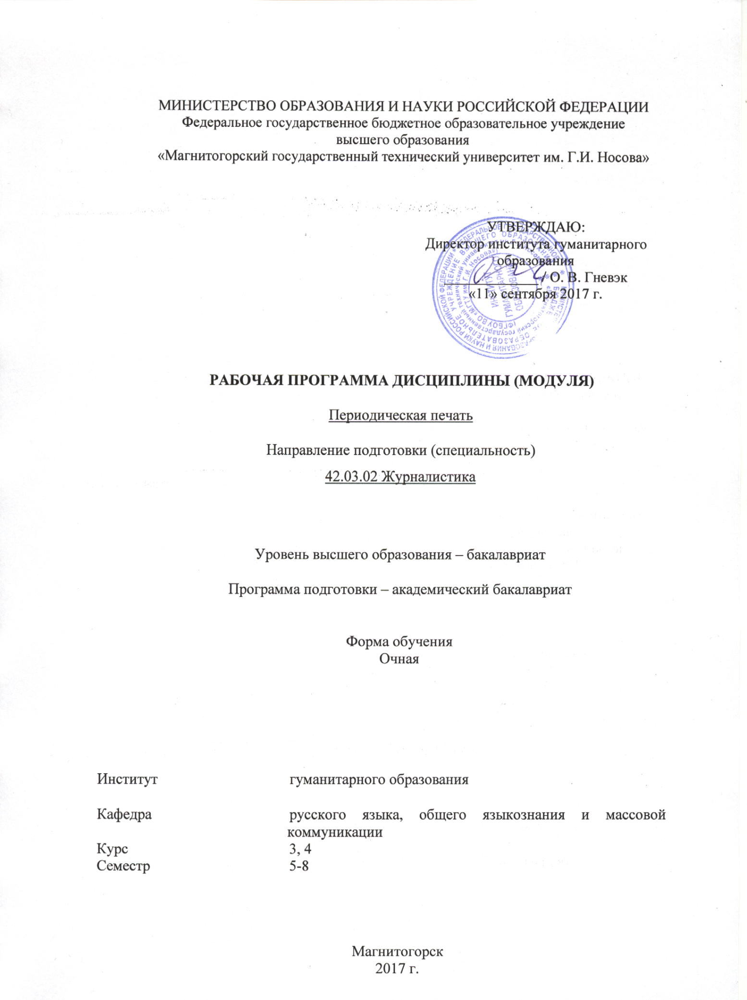 МИНИСТЕРСТВО ОБРАЗОВАНИЯ И НАУКИ РОССИЙСКОЙ ФЕДЕРАЦИИ
Федеральное государственное бюджетное образовательное учреждение
высшего образования
«Магнитогорский государственный технический университет им. Г.И. Носова»
УТВЕРЖДАЮ:
Директор института гуманитарного
образования
/ О. В. Гневэк
«11» сентября 2017 г.
РАБОЧАЯ ПРОГРАММА ДИСЦИПЛИНЫ (МОДУЛЯ)
Периодическая печать
Направление подготовки (специальность)
42.03.02 Журналистика
Уровень высшего образования – бакалавриат
Программа подготовки – академический бакалавриат
Форма обучения
Очная
Институт гуманитарного образования
Кафедра русского языка, общего языкознания и массовой
коммуникации
Курс 3, 4
Семестр 5-8
Магнитогорск
2017 г.